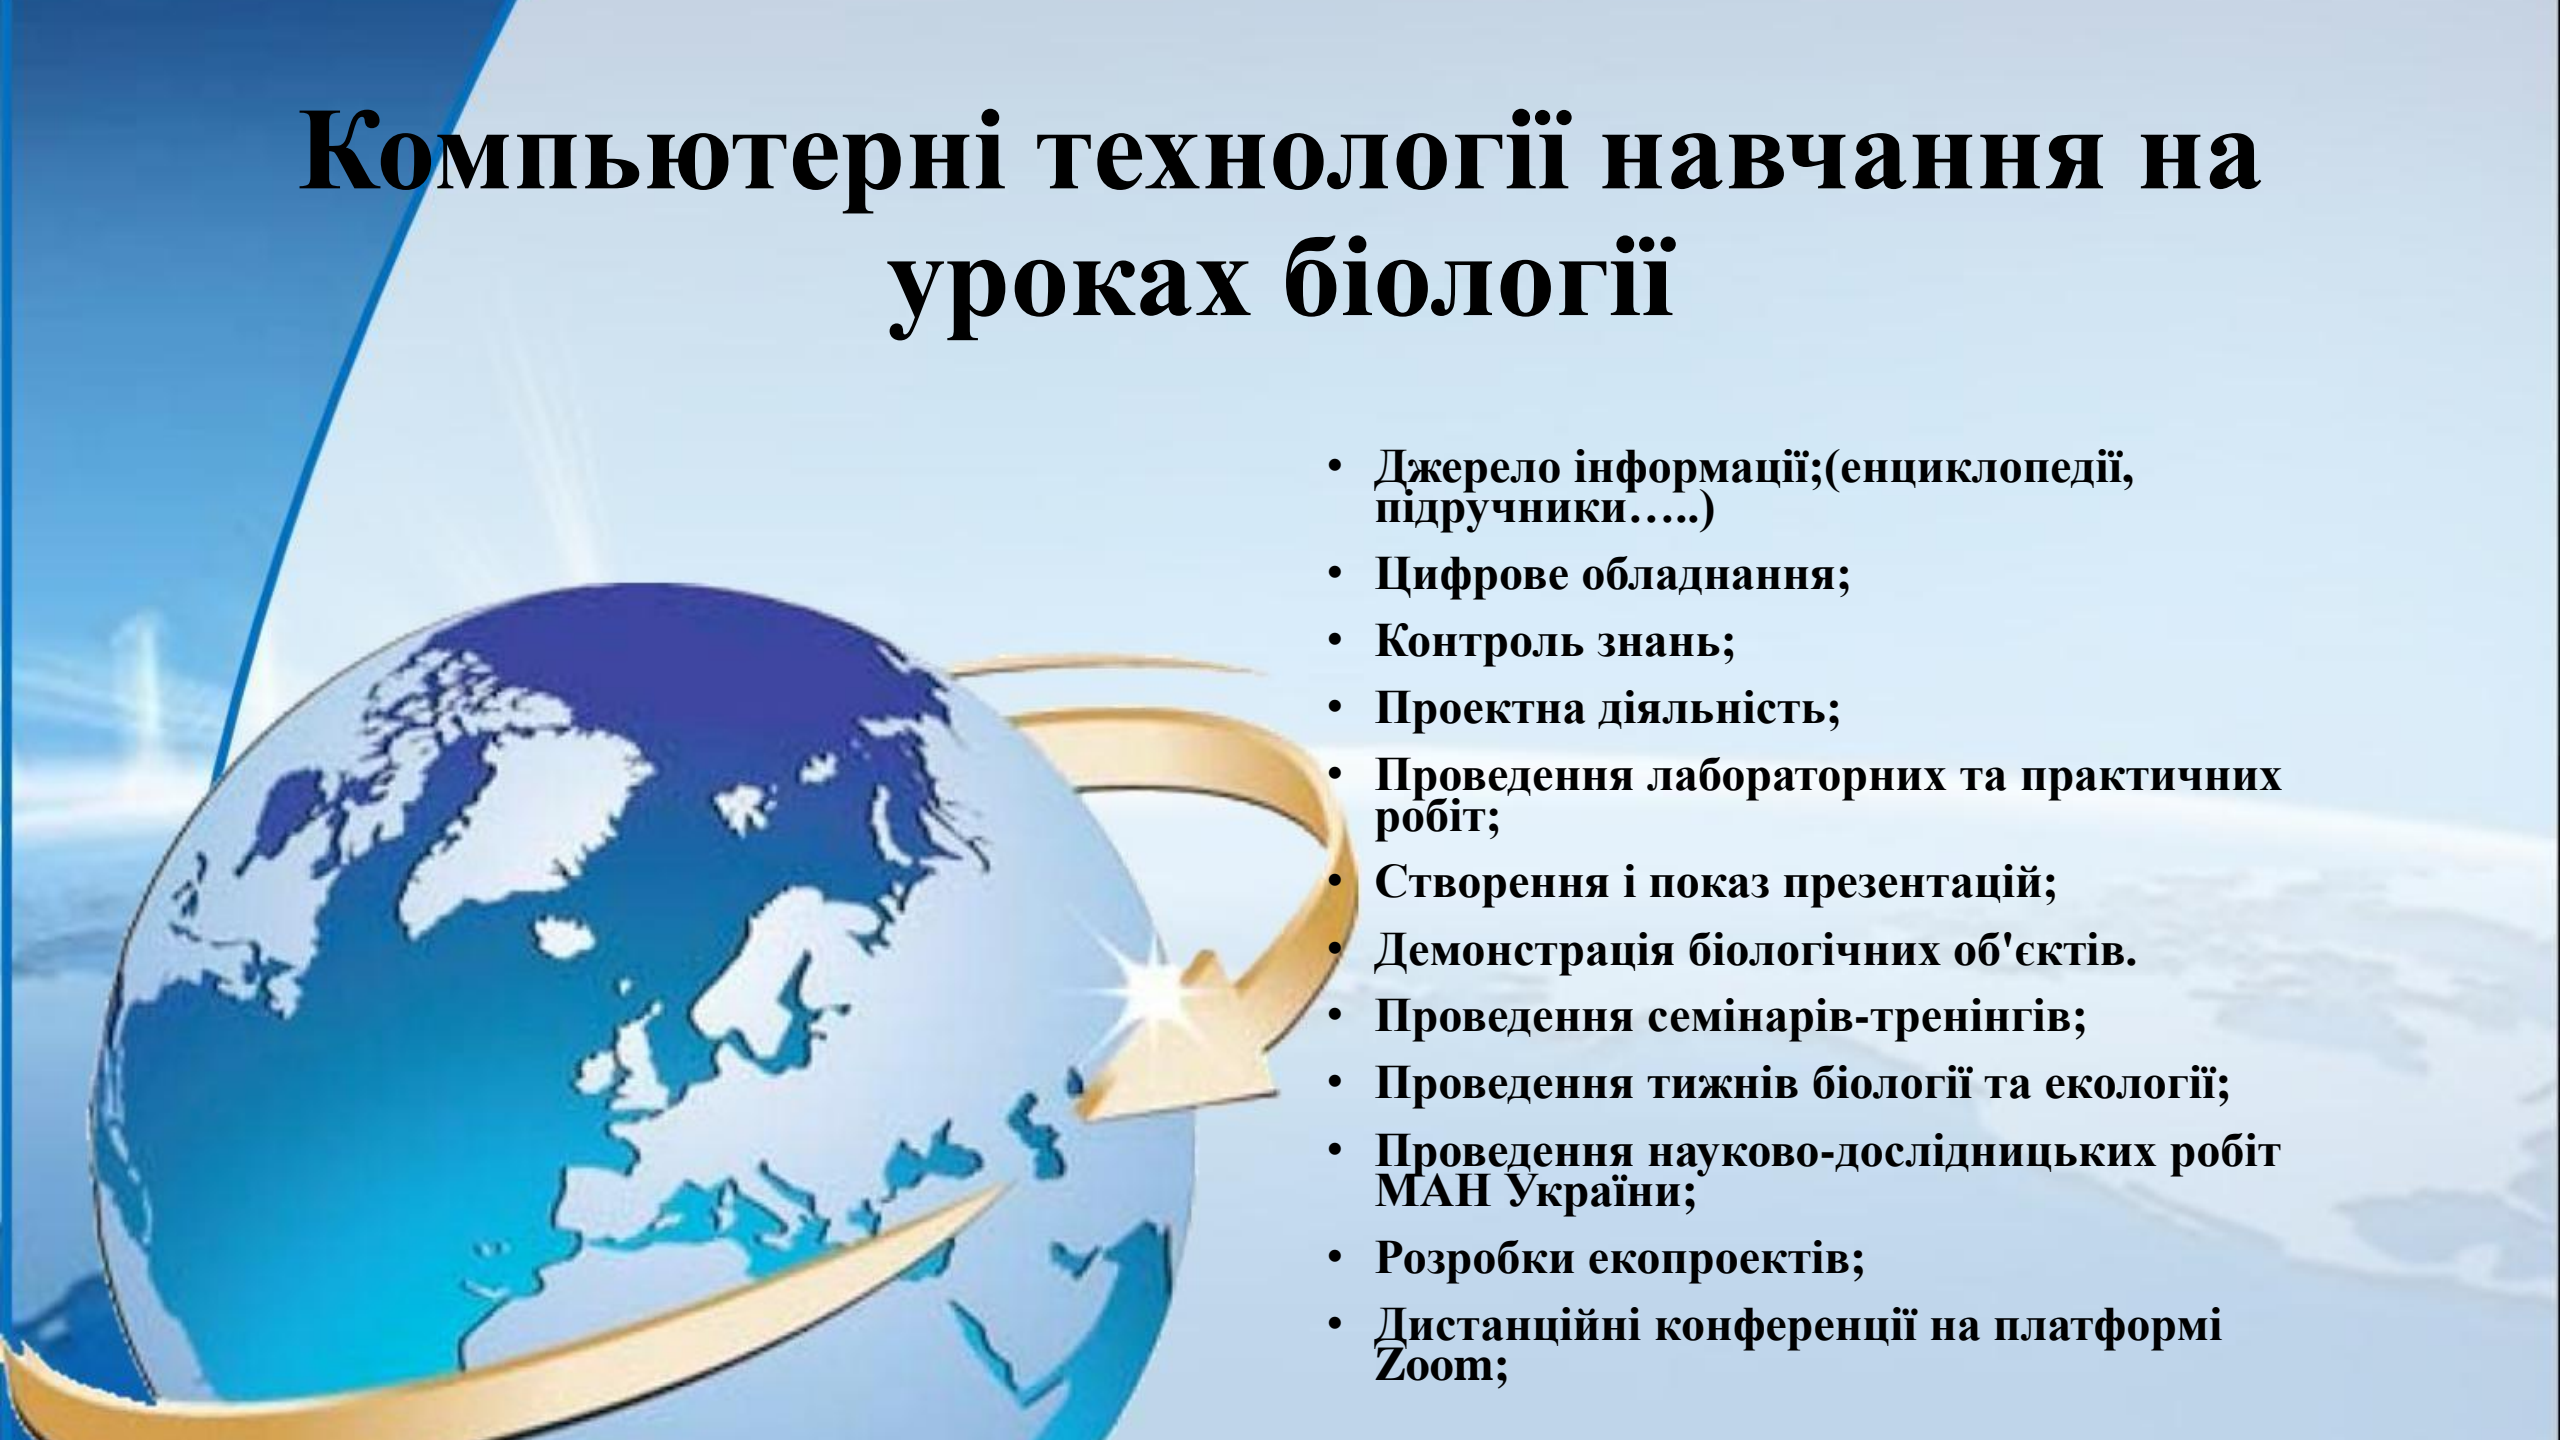 Компьютерні технології навчання на
уроках біології
• Джерело інформації;(енциклопедії,
підручники…..)
• Цифрове обладнання;
• Контроль знань;
• Проектна діяльність;
• Проведення лабораторних та практичних
робіт;
• Створення і показ презентацій;
• Демонстрація біологічних об'єктів.
• Проведення семінарів-тренінгів;
• Проведення тижнів біології та екології;
• Проведення науково-дослідницьких робіт
МАН України;
• Розробки екопроектів;
• Дистанційні конференції на платформі
Zoom;